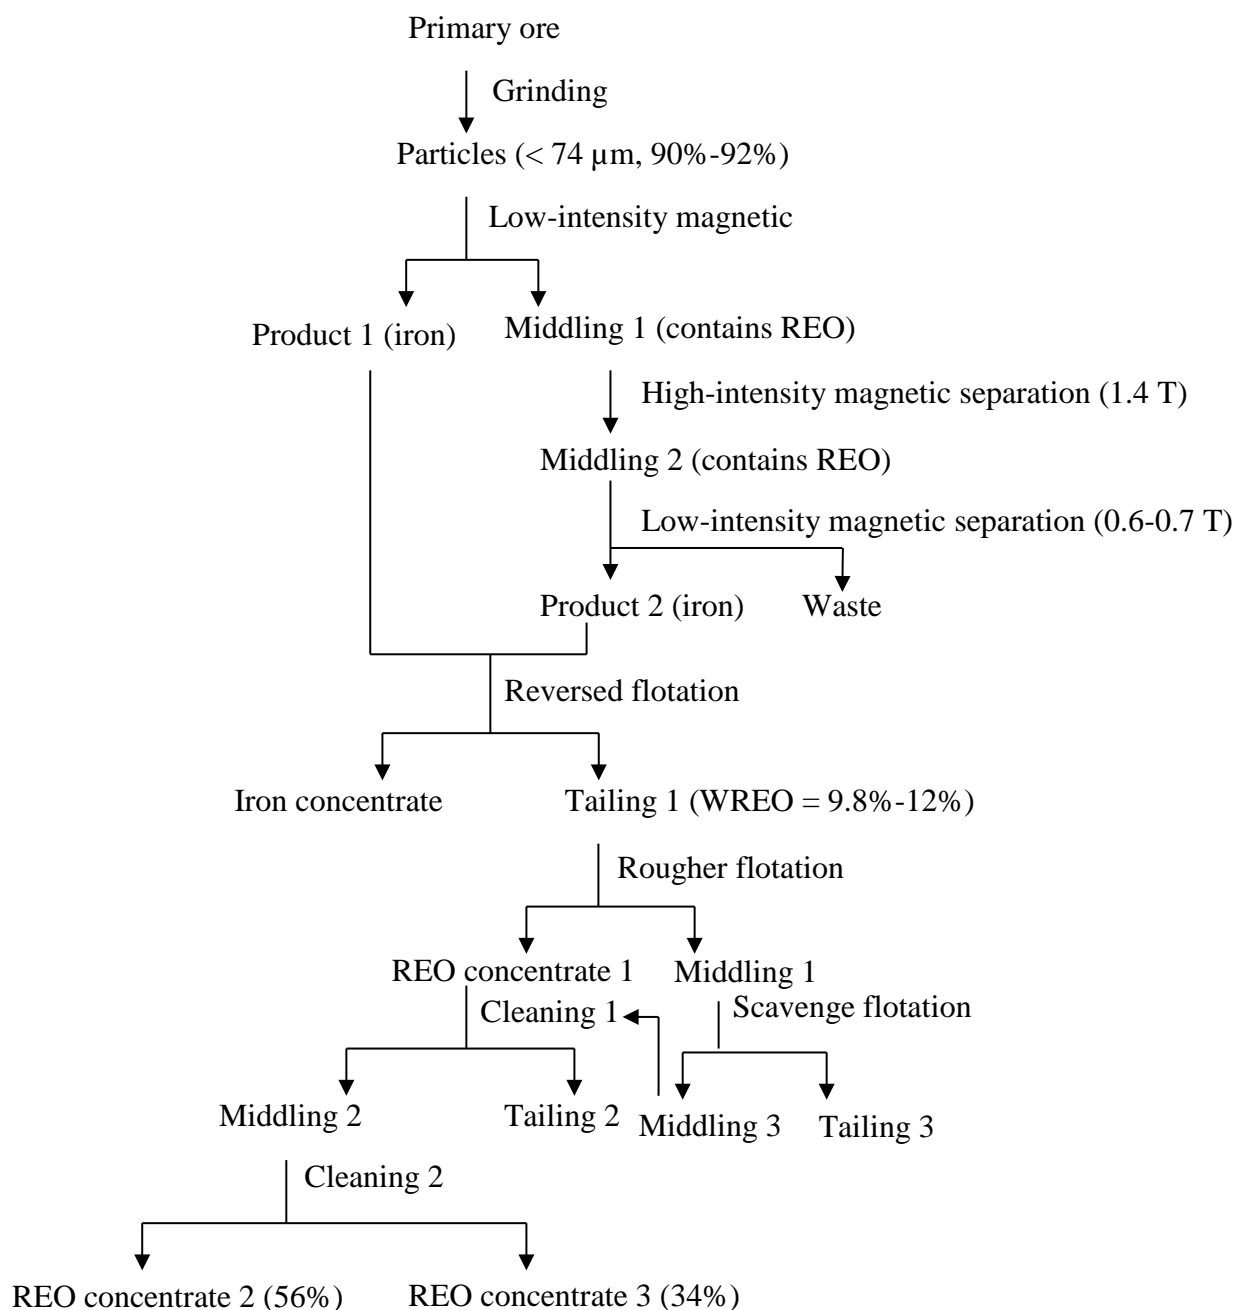 Primary ore
Grinding
Particles (< 74 µm, 90%-92%)
Low-intensity magnetic
Product 1 (iron)
Middling 1 (contains REO)
High-intensity magnetic separation (1.4 T)
Middling 2 (contains REO)
Low-intensity magnetic separation (0.6-0.7 T)
Product 2 (iron)
Waste
Reversed flotation
Iron concentrate
Tailing 1 (WREO = 9.8%-12%)
Rougher flotation
REO concentrate 1
Middling 1
Cleaning 1
Scavenge flotation
Middling 2
Tailing 2
Middling 3
Tailing 3
Cleaning 2
REO concentrate 2 (56%)
REO concentrate 3 (34%)